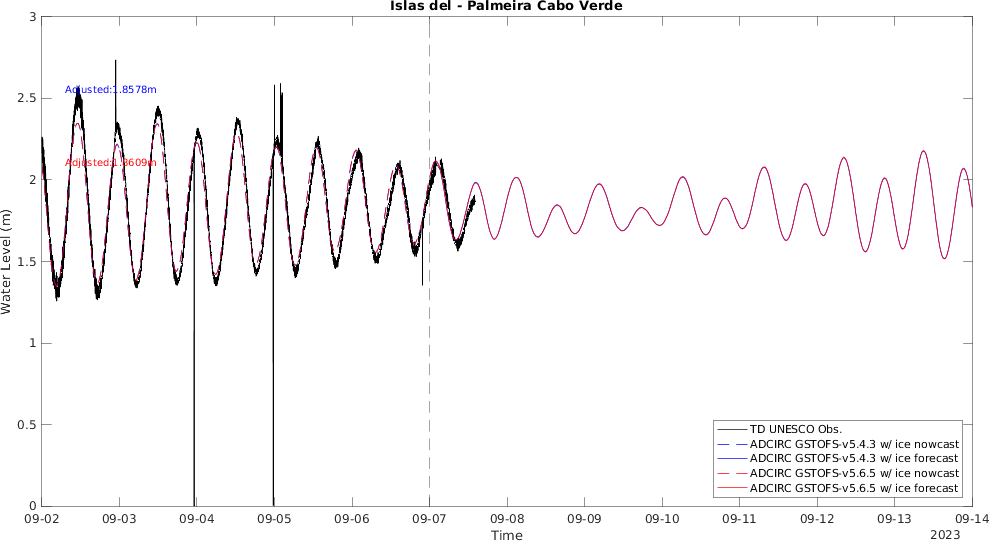 Islas del - Palmeira Cabo Verde
Water Level (m)
3
2.5
2
1.5
1
0.5
0
Adjusted:1.8578m
Adjusted:1.8609m
TD UNESCO Obs.
ADCIRC GSTOFS-v5.4.3 w/ ice nowcast
ADCIRC GSTOFS-v5.4.3 w/ ice forecast
ADCIRC GSTOFS-v5.6.5 w/ ice nowcast
ADCIRC GSTOFS-v5.6.5 w/ ice forecast
09-02 09-03 09-04 09-05 09-06 09-07 09-08 09-09 09-10 09-11 09-12 09-13 09-14
Time
2023